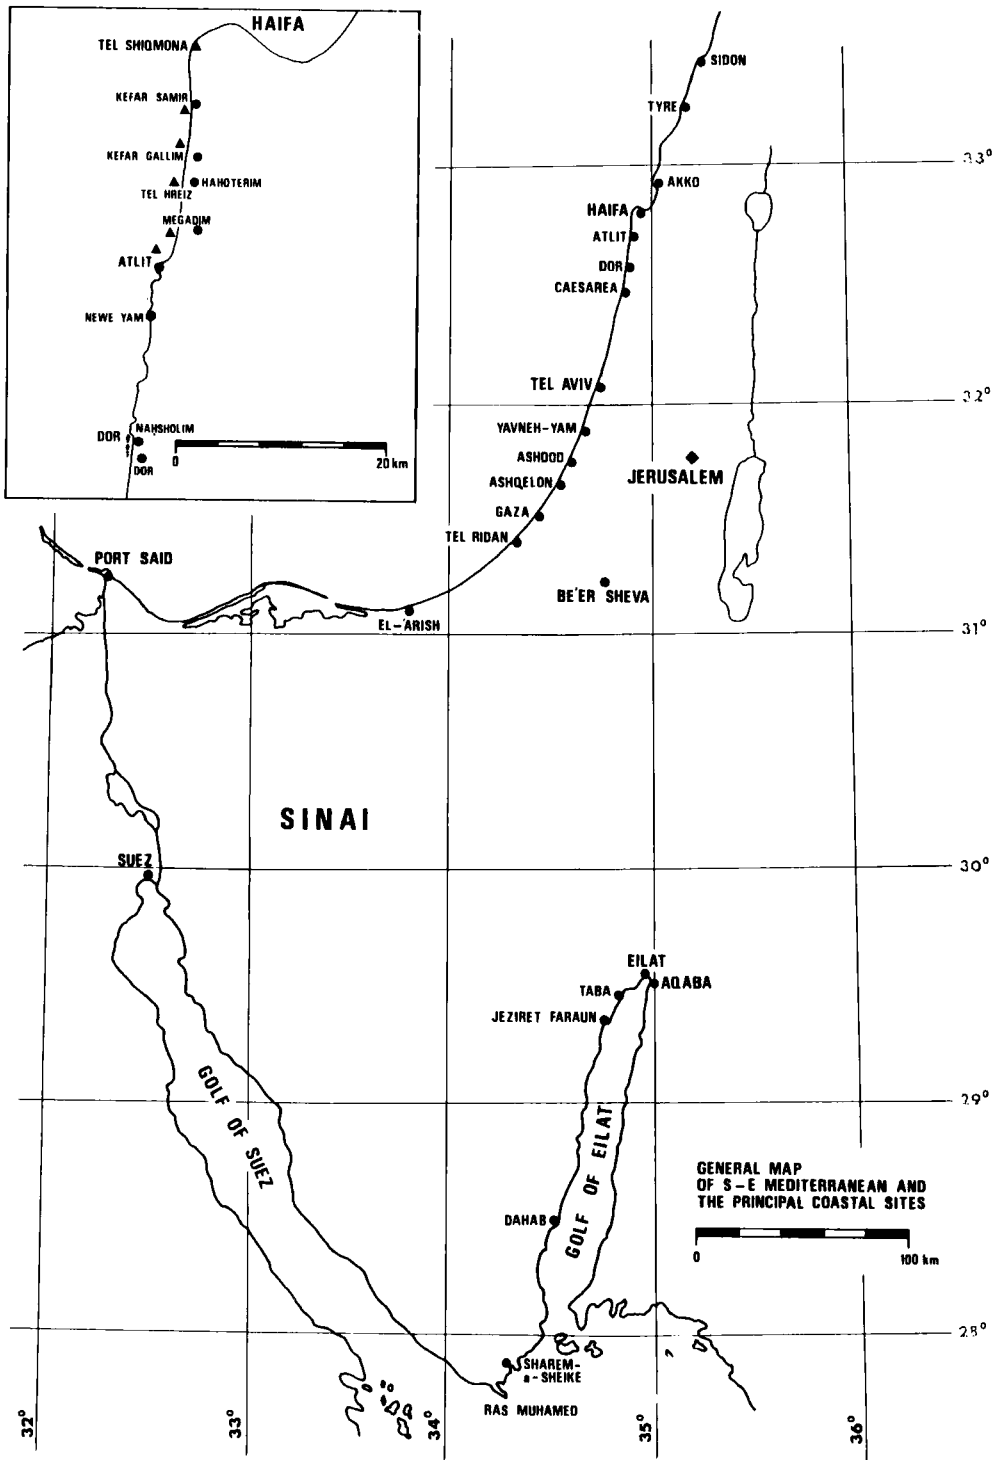 HAIFA
TEL SHIQMONA
KEFAR SAMIR
KEFAR GALLIM
HAHOTERIM
TEL HREIZ
MEGADIM
ATLIT
NEWE YAM
NAHSHOLIM
DOR
DOR
0
20 km
SIDON
TYRE
33°
AKKO
HAIFA
ATLIT
DOR
CAESAREA
TEL AVIV
32°
YAVNEH-YAM
ASHDOD
JERUSALEM
ASHQELON
GAZA
TEL RIDAN
PORT SAID
BE'ER SHEVA
EL-ARISH
31°
SINAI
SUEZ
30°
EILAT
AQABA
TABA
JEZIRET FARAUN
GOLF OF SUEZ
29°
GOLF OF EILAT
GENERAL MAP
OF S-E MEDITERRANEAN AND
THE PRINCIPAL COASTAL SITES
DAHAB
0
100 km
28°
SHAREM-
a-SHEIKE
RAS MUHAMED
32°
33°
34°
35°
36°